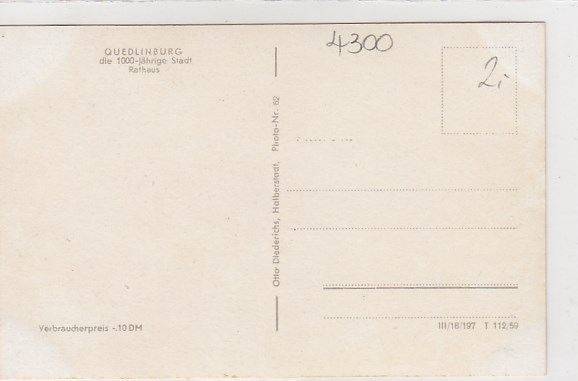 QUEDLINBURG
die 1000-jährige Stadt
Rathaus
4300
2,-
Otto Diederichs, Halberstadt, Photo-Nr. 52
Verbraucherpreis -.10 DM
III/18/197 T 112/59